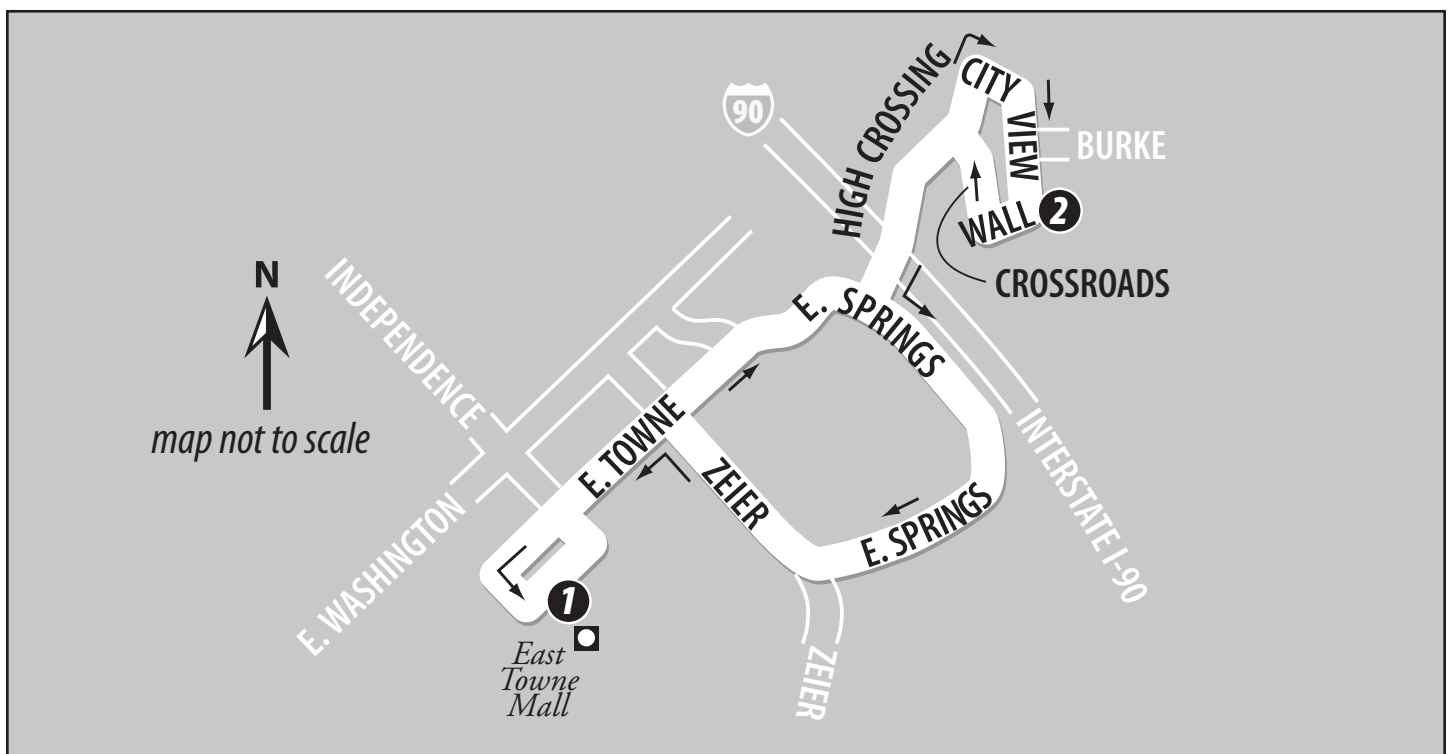 HIGH CROSSING
CITY
VIEW
90
BURKE
WALL
2
CROSSROADS
N
map not to scale
INDEPENDENCE
E. SPRINGS
E. TOWNE
ZEIER
E. SPRINGS
INTERSTATE I-90
E. WASHINGTON
1
East
Towne
Mall
ZEIER